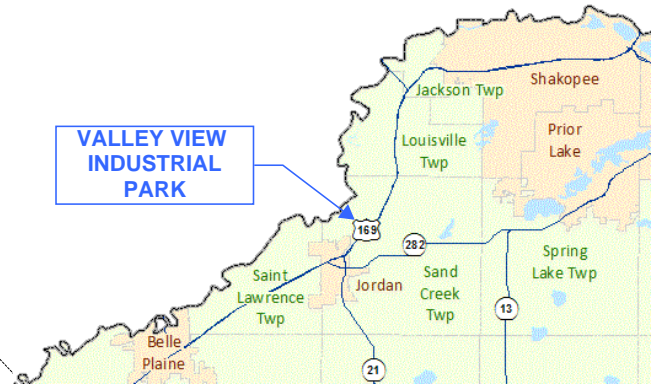 Shakopee
Jackson Twp
VALLEY VIEW
INDUSTRIAL
PARK
Prior
Lake
Louisville
Twp
169
282
Spring
Lake Twp
Saint
Lawrence
Twp
Jordan
Sand
Creek
Twp
13
Belle
Plaine
21